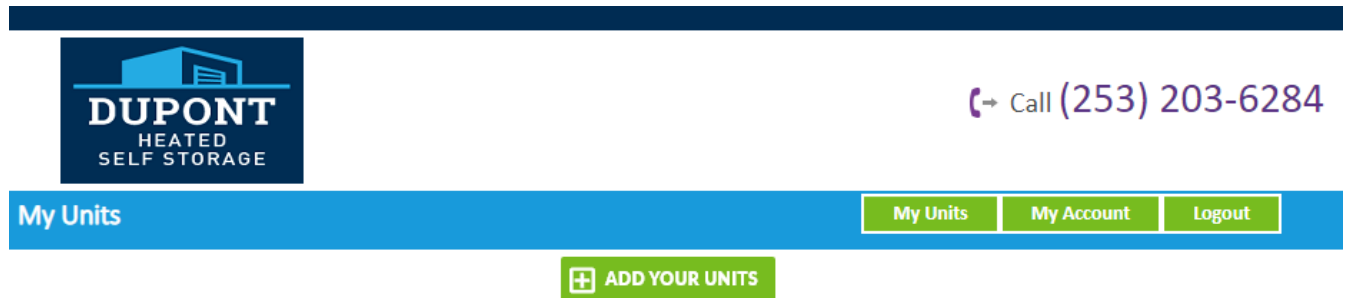 DUPONT
HEATED
SELF STORAGE
Call (253) 203-6284
My Units
My Units My Account Logout
ADD YOUR UNITS